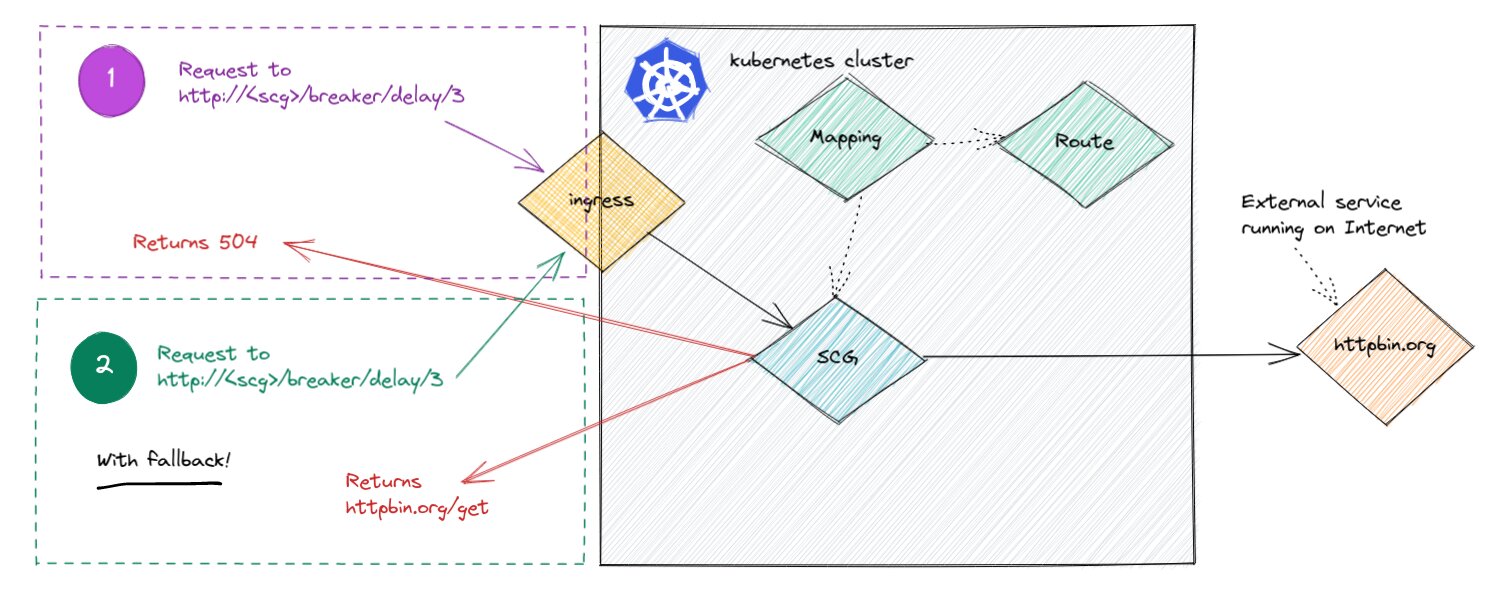 1
Request to
http://<scg>/breaker/delay/3
Returns 504
2
Request to
http://<scg>/breaker/delay/3
With fallback!
Returns
httpbin.org/get
ingress
kubernetes cluster
Mapping
Route
SCG
External service
running on Internet
httpbin.org